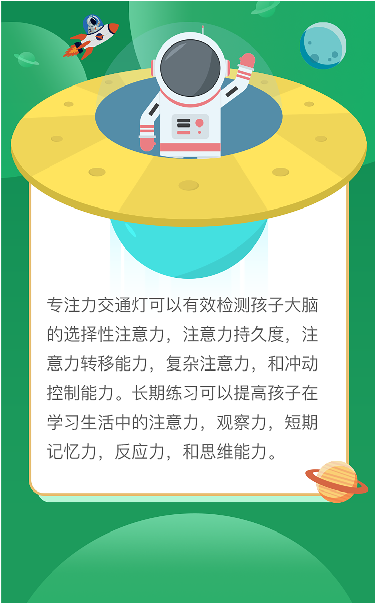 专注力交通灯可以有效检测孩子大脑
的选择性注意力，注意力持久度，注
意力转移能力，复杂注意力，和冲动
控制能力。长期练习可以提高孩子在
学习生活中的注意力，观察力，短期
记忆力，反应力，和思维能力。